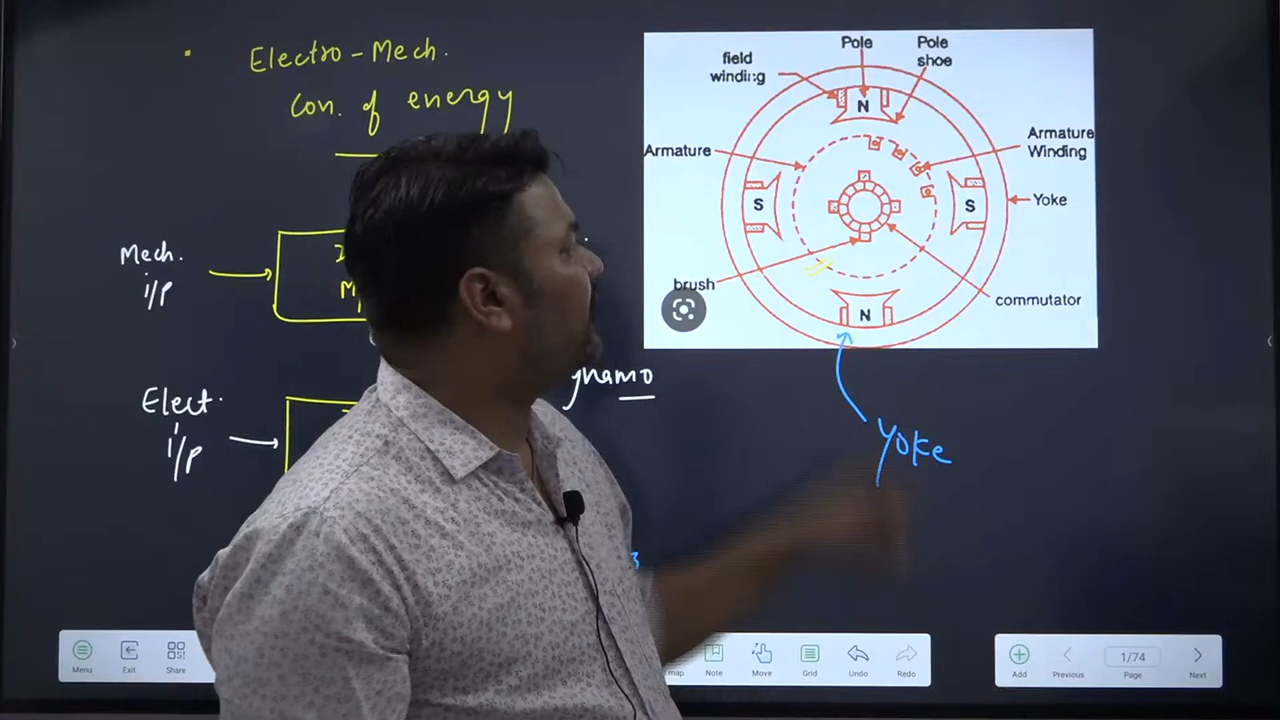 Electro - Mech.
Con. of energy
Mech.
i/p
Elect.
i/p
Pole
Pole
shoe
field
winding
N
Armature
Armature
Winding
S
S
Yoke
brush
N
commutator
Yoke
Menu
Exit
Share
Note
Move
Grid
Undo
Redo
Add
Previous
1/74
Page
Next